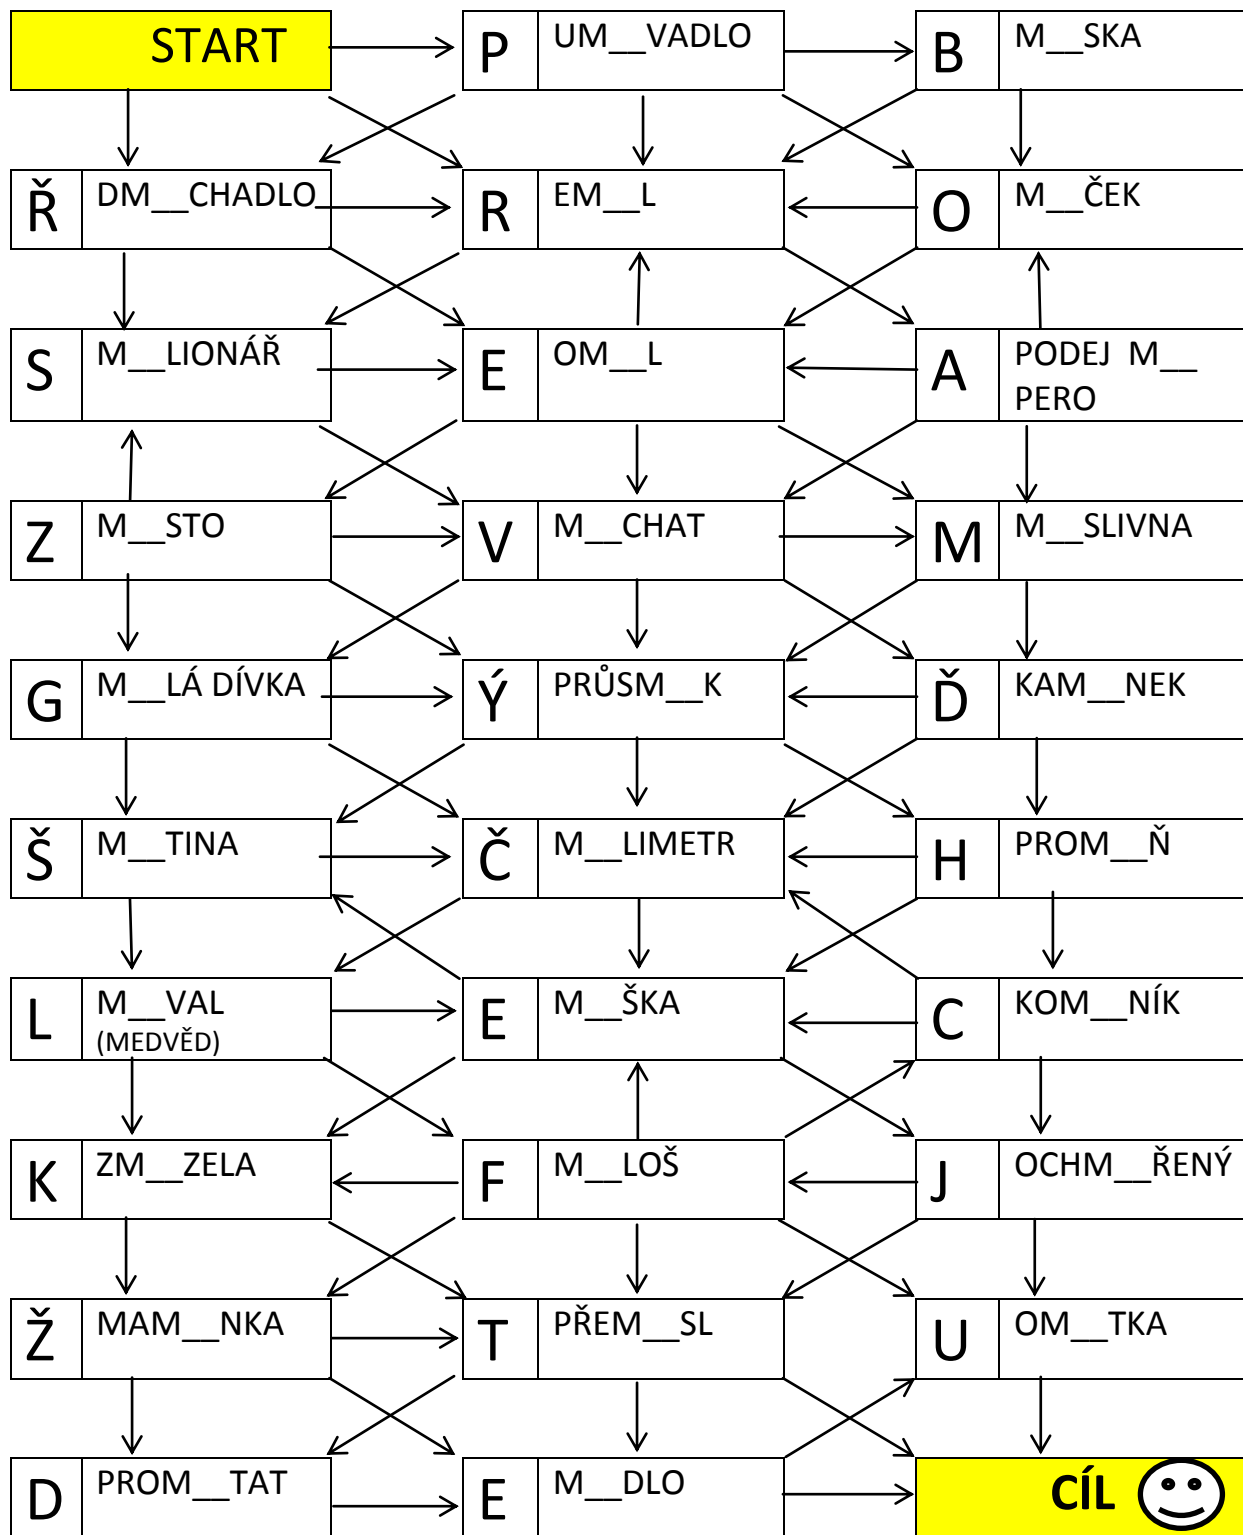 START
P UM__VADLO
B M__SKA
Ř DM__CHADLO
R EM__L
O M__ČEK
S M__LIONÁŘ
E OM__L
A PODEJ M__
PERO
Z M__STO
V M__CHAT
M M__SLIVNA
G M__LÁ DÍVKA
Ý PRŮSM__K
Ď KAM__NEK
Š M__TINA
Č M__LIMETR
H PROM__Ň
L M__VAL
(MEDVĚD)
E M__ŠKA
C KOM__NÍK
K ZM__ZELA
F M__LOŠ
J OCHM__ŘENÝ
Ž MAM__NKA
T PŘEM__SL
U OM__TKA
D PROM__TAT
E M__DLO
CÍL